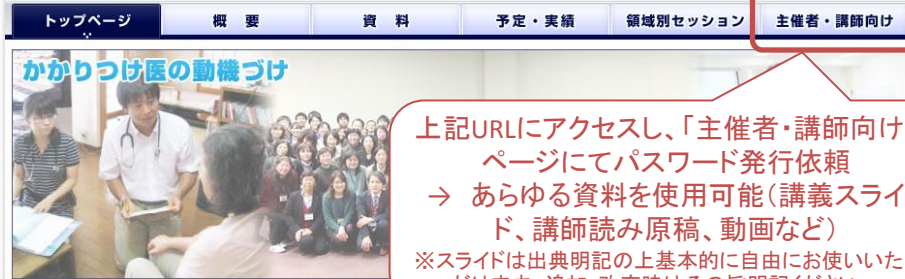 トップページ 概 要 資 料 予定・実績 領域別セッション 主催者・講師向け
かかりつけ医の動機づけ
上記URLにアクセスし、「主催者・講師向け
ページにてパスワード発行依頼
→ あらゆる資料を使用可能（講義スライ
ド、講師読み原稿、動画など）
※スライドは出典明記の上基本的に自由にお使いいた